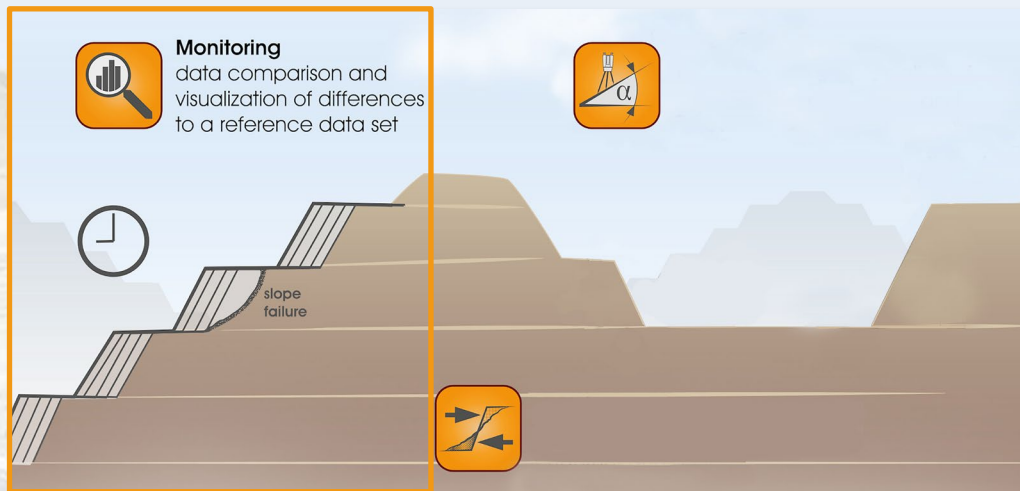 Monitoring
data comparison and
visualization of differences
to a reference data set
α
slope
failure